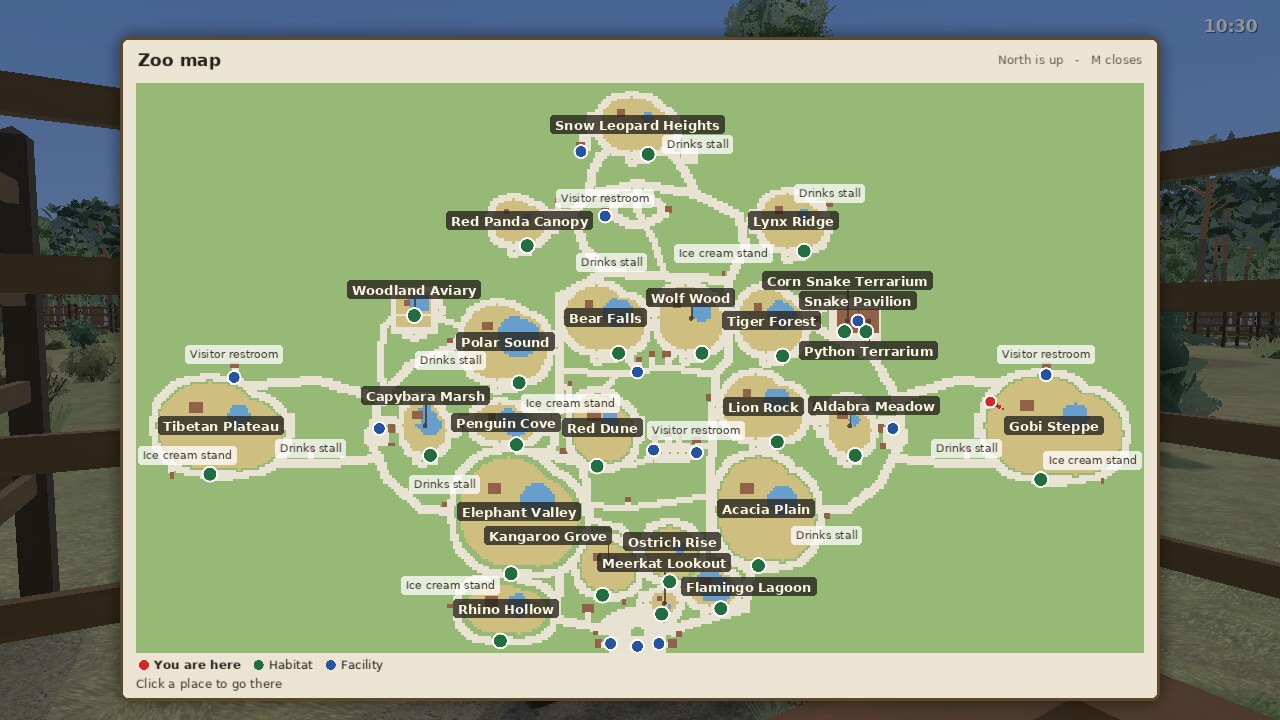 10:30
Zoo map
North is up - M closes
Snow Leopard Heights
Drinks stall
Visitor restroom
Drinks stall
Red Panda Canopy
Lynx Ridge
Ice cream stand
Drinks stall
Corn Snake Terrarium
Woodland Aviary
Wolf Wood
Snake Pavilion
Bear Falls
Tiger Forest
Polar Sound
Python Terrarium
Visitor restroom
Drinks stall
Visitor restroom
Capybara Marsh
Ice cream stand
Lion Rock
Aldabra Meadow
Penguin Cove
Red Dune
Tibetan Plateau
Visitor restroom
Gobi Steppe
Drinks stall
Drinks stall
Ice cream stand
Ice cream stand
Drinks stall
Elephant Valley
Acacia Plain
Kangaroo Grove
Drinks stall
Ostrich Rise
Meerkat Lookout
Ice cream stand
Flamingo Lagoon
Rhino Hollow
You are here
Habitat
Facility
Click a place to go there